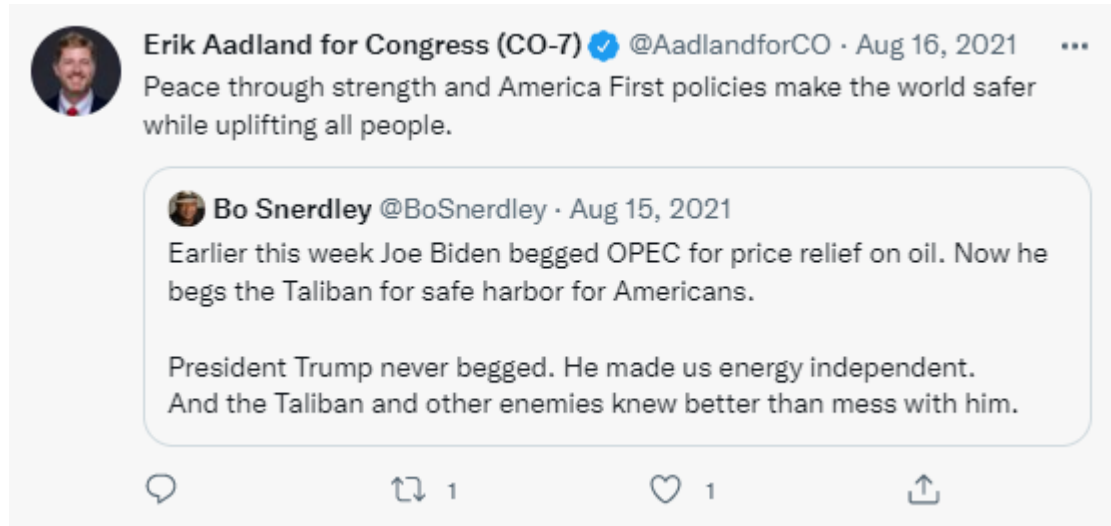 Erik Aadland for Congress (CO-7) @AadlandforCO · Aug 16, 2021
Peace through strength and America First policies make the world safer
while uplifting all people.
Bo Snerdley @BoSnerdley · Aug 15, 2021
Earlier this week Joe Biden begged OPEC for price relief on oil. Now he
begs the Taliban for safe harbor for Americans.
President Trump never begged. He made us energy independent.
And the Taliban and other enemies knew better than mess with him.
1 1